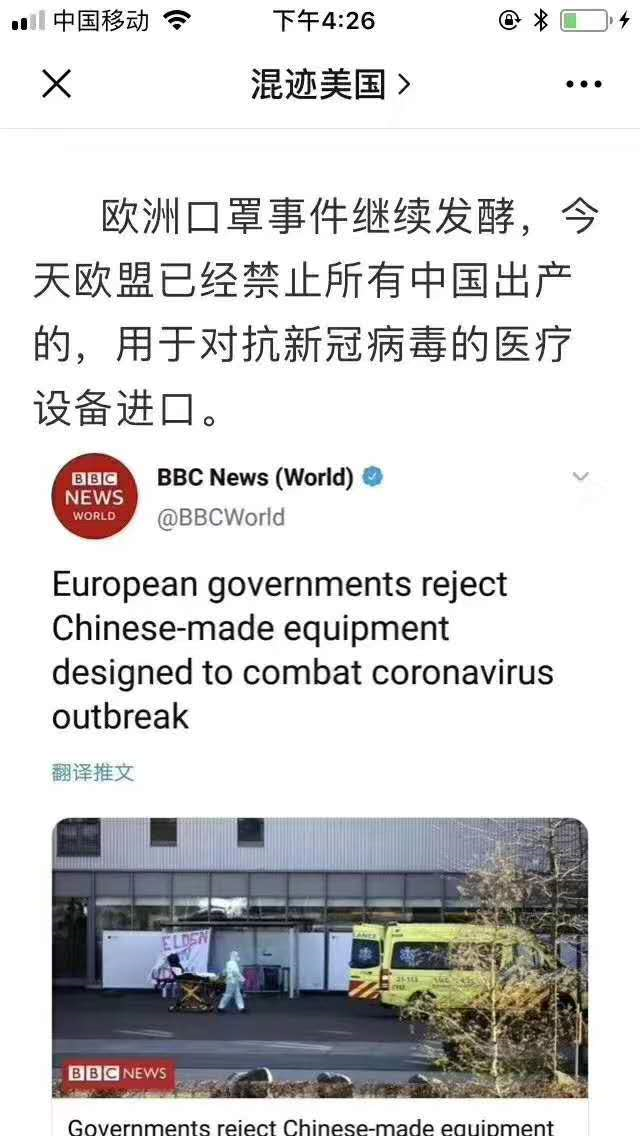 中国移动
下午4:26
混迹美国
欧洲口罩事件继续发酵，今
天欧盟已经禁止所有中国出产
的，用于对抗新冠病毒的医疗
设备进口。
BBC
NEWS
WORLD
BBC News (World)
@BBCWorld
European governments reject
Chinese-made equipment
designed to combat coronavirus
outbreak
翻译推文
ELDEN
BBC NEWS
Governments reject Chinese-made equipment